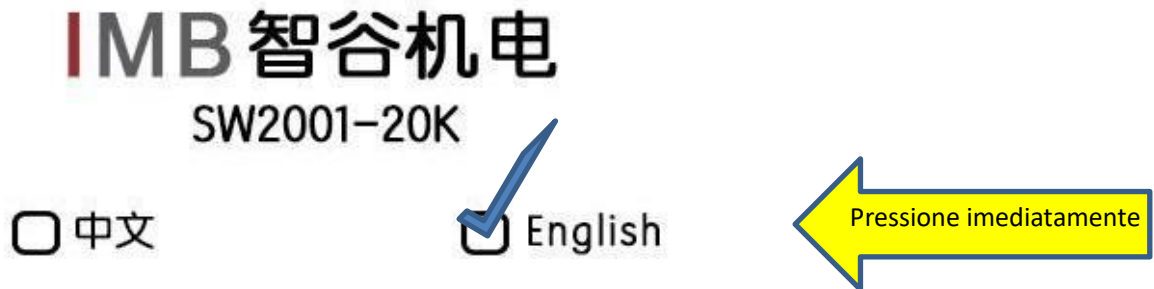 IMB智谷机电
SW2001-20K
中文
English
Pressione imediatamente